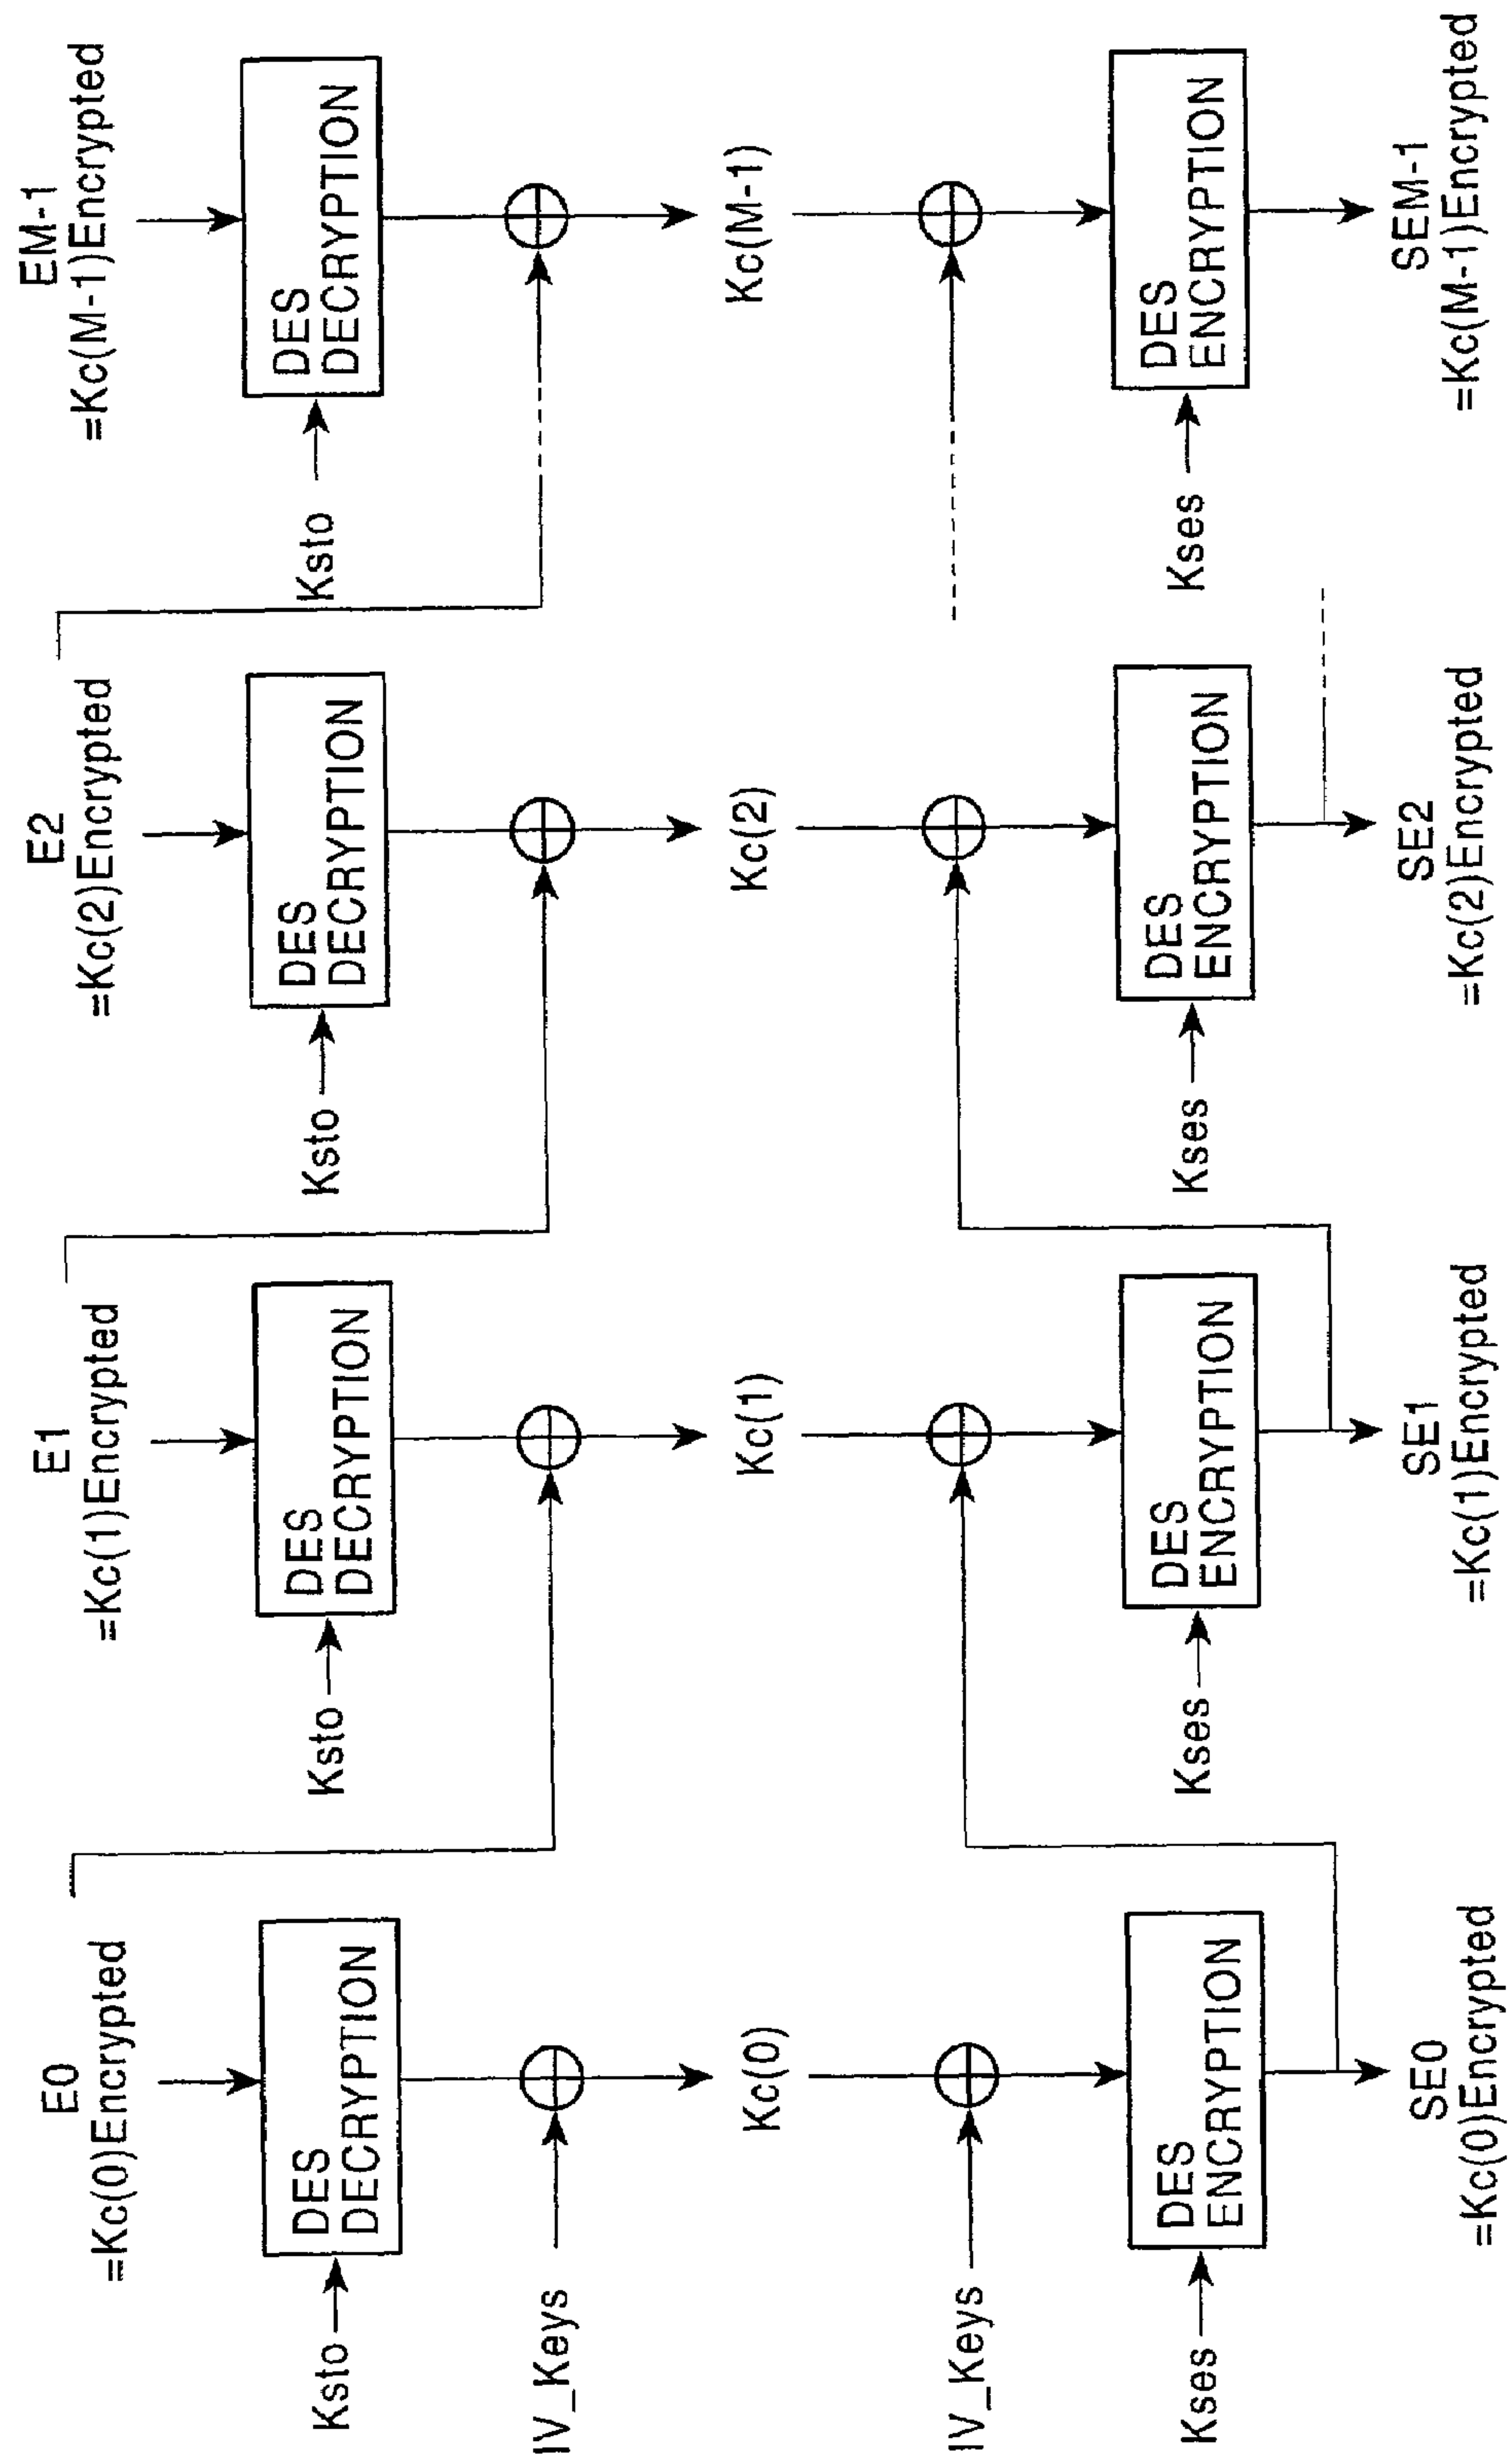 E0
=Kc(0)Encrypted
E1
=Kc(1)Encrypted
E2
=Kc(2)Encrypted
EM-1
=Kc(M-1)Encrypted
Ksto
DES
DECRYPTION
Ksto
DES
DECRYPTION
Ksto
DES
DECRYPTION
Ksto
DES
DECRYPTION
IV_Keys
Kc(0)
Kc(1)
Kc(2)
Kc(M-1)
IV_Keys
Kses
DES
ENCRYPTION
Kses
DES
ENCRYPTION
Kses
DES
ENCRYPTION
Kses
DES
ENCRYPTION
SE0
=Kc(0)Encrypted
SE1
=Kc(1)Encrypted
SE2
=Kc(2)Encrypted
SEM-1
=Kc(M-1)Encrypted